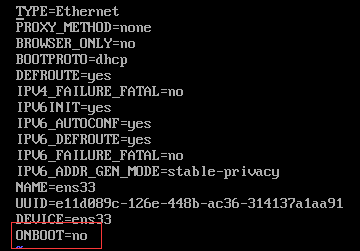 TYPE=Ethernet
PROXY_METHOD=none
BROWSER_ONLY=no
BOOTPROTO=dhcp
DEFROUTE=yes
IPV4_FAILURE_FATAL=no
IPV6INIT=yes
IPV6_AUTOCONF=yes
IPV6_DEFROUTE=yes
IPV6_FAILURE_FATAL=no
IPV6_ADDR_GEN_MODE=stable-privacy
NAME=ens33
UUID=e11d089c-126e-448b-ac36-314137a1aa91
DEVICE=ens33
ONBOOT=no
~